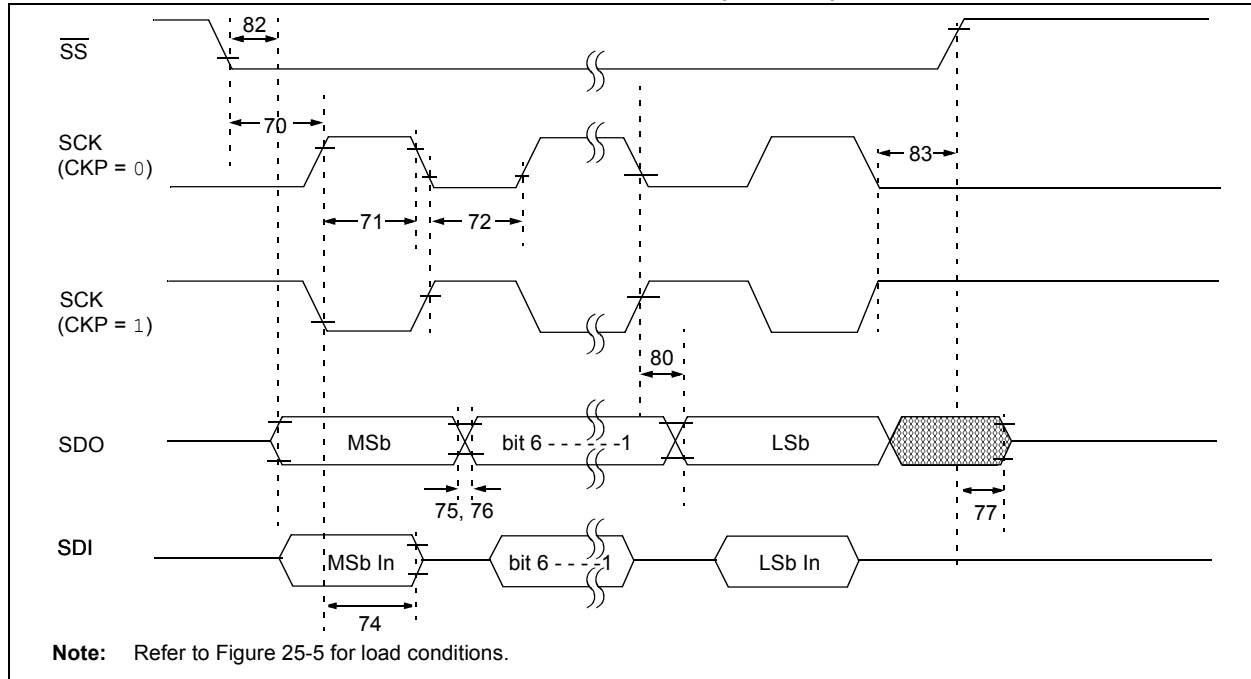 82
SS
70
SCK
(CKP = 0)
83
71
72
SCK
(CKP = 1)
80
SDO
MSb
bit 6 - - - - - -1
LSb
75, 76
77
SDI
MSb In
bit 6 - - - -1
LSb In
74
Note: Refer to Figure 25-5 for load conditions.